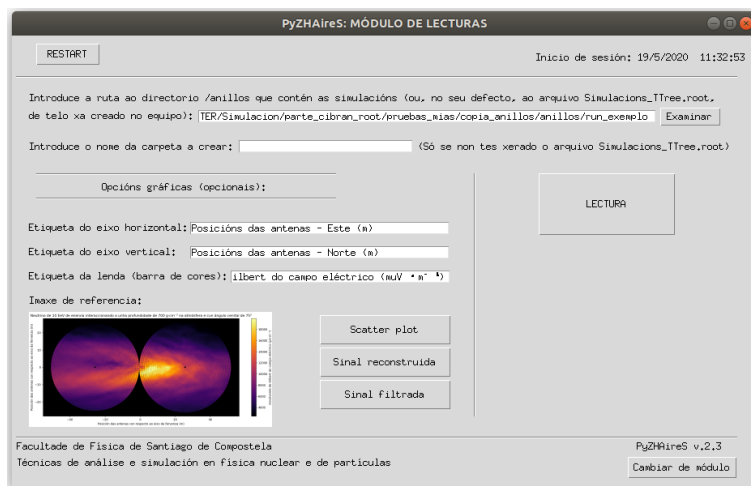 PyZHAireS: MÓDULO DE LECTURAS
RESTART
Inicio de sesión: 19/5/2020 11:32:53
Introduce a ruta ao directorio /anillos que contén as simulacións (ou, no seu defecto, ao arquivo Simulacions_TTree.root,
de telo xa creado no equipo): TER/Simulacion/parte_cibran_root/pruebas_mias/copia_anillos/anillos/run_exemplo Examinar
Introduce o nome da carpeta a crear: (Só se non tes xerado o arquivo Simulacions_TTree.root)
Opcións gráficas (opcionais):
LECTURA
Etiqueta do eixo horizontal: Posicións das antenas - Este (m)
Etiqueta do eixo vertical: Posicións das antenas - Norte (m)
Etiqueta da lenda (barra de cores): ilbert do campo eléctrico (muV · m⁻¹)
Imaxe de referencia:
Scatter plot
Sinal reconstruida
Sinal filtrada
Facultade de Física de Santiago de Compostela
Técnicas de análise e simulación en física nuclear e de partículas
PyZHAireS v.2.3
Cambiar de módulo